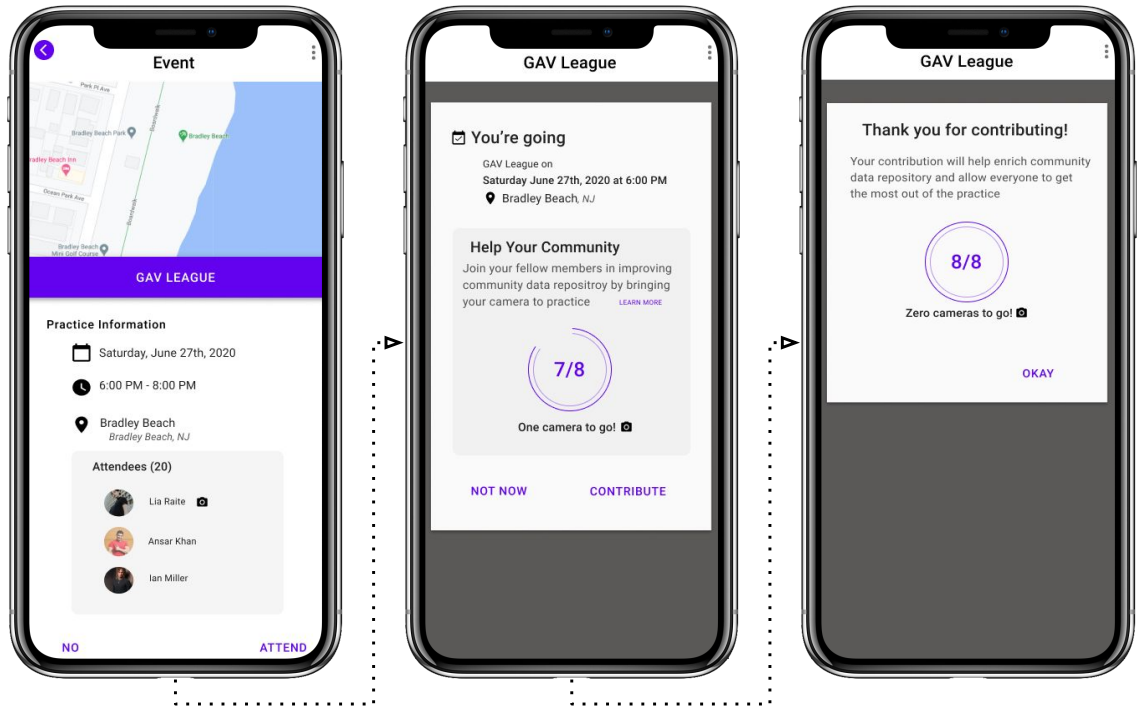 Event
Park Pl Ave
Boardwalk
Bradley Beach Park
Bradley Beach
radley Beach Inn
Ocean Park Ave
Boardwalk
Bradley Beach
Mini Golf Course
GAV LEAGUE
Practice Information
Saturday, June 27th, 2020
6:00 PM - 8:00 PM
Bradley Beach
Bradley Beach, NJ
Attendees (20)
Lia Raite
Ansar Khan
Ian Miller
NO
ATTEND
GAV League
You're going
GAV League on
Saturday June 27th, 2020 at 6:00 PM
Bradley Beach, NJ
Help Your Community
Join your fellow members in improving
community data repositroy by bringing
your camera to practice LEARN MORE
7/8
One camera to go!
NOT NOW
CONTRIBUTE
GAV League
Thank you for contributing!
Your contribution will help enrich community
data repository and allow everyone to get
the most out of the practice
8/8
Zero cameras to go!
OKAY